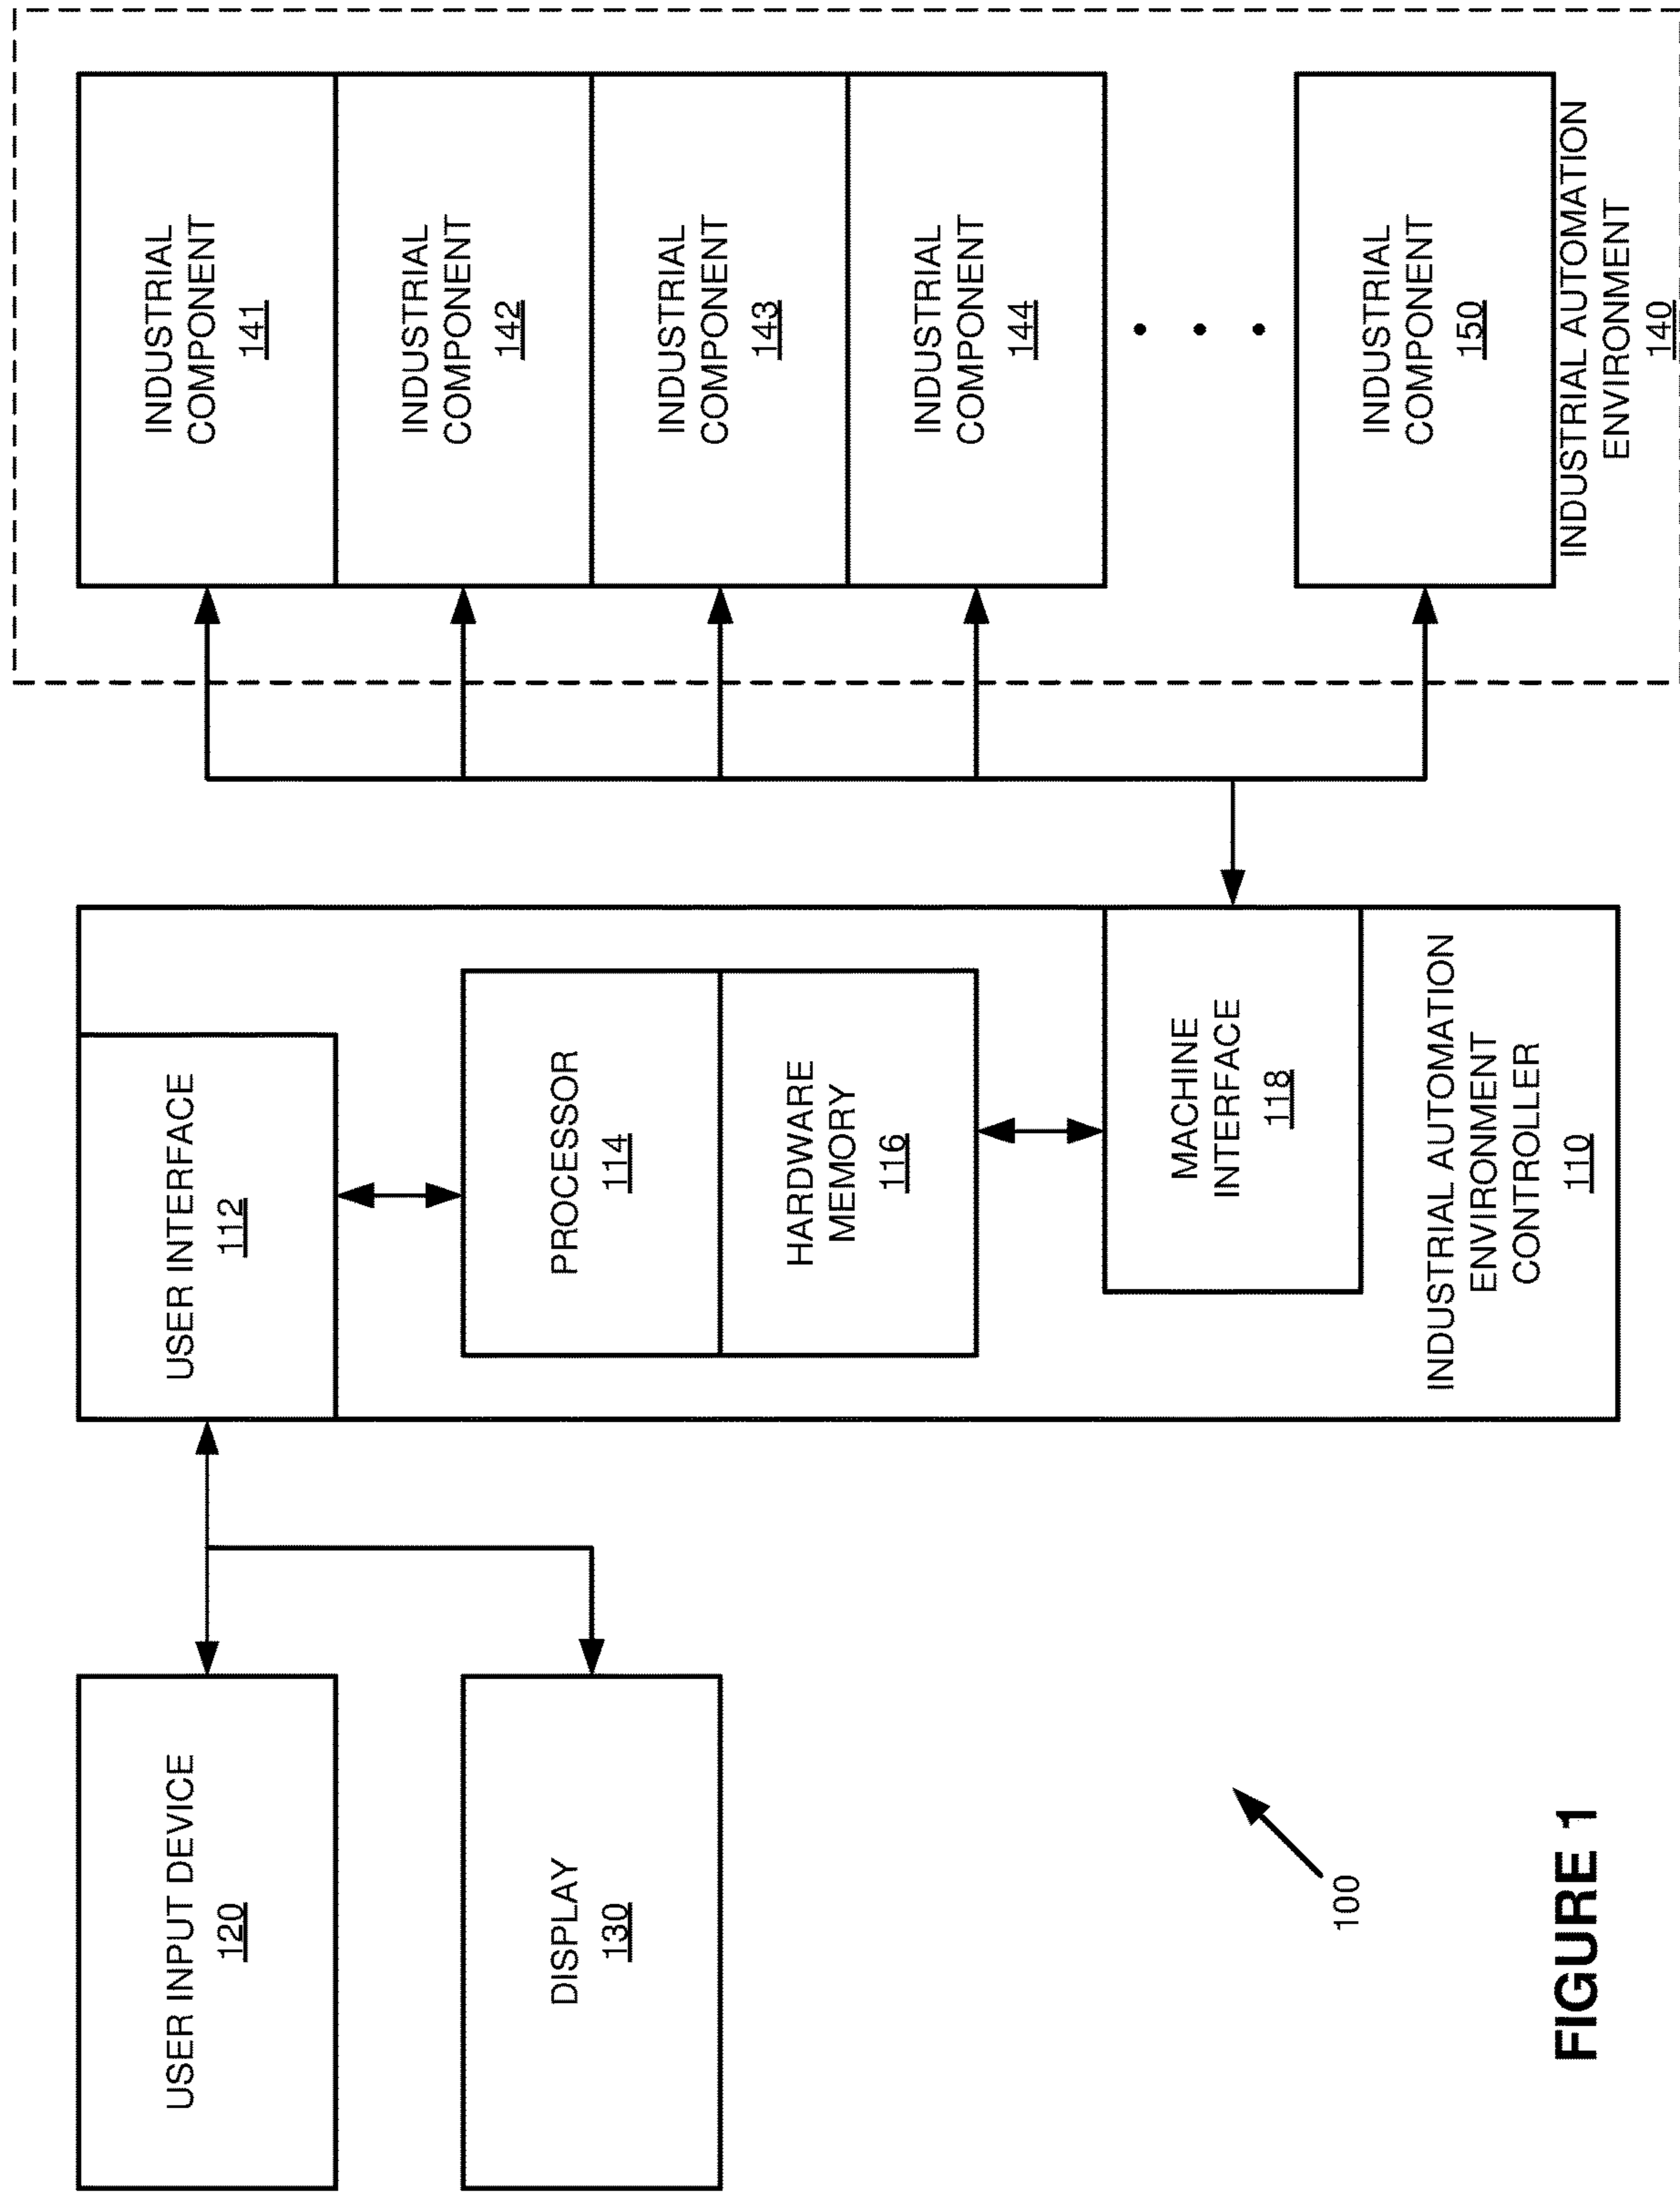 USER INPUT DEVICE
120
DISPLAY
130
USER INTERFACE
112
PROCESSOR
114
HARDWARE
MEMORY
116
MACHINE
INTERFACE
118
INDUSTRIAL AUTOMATION
ENVIRONMENT
CONTROLLER
110
INDUSTRIAL
COMPONENT
141
INDUSTRIAL
COMPONENT
142
INDUSTRIAL
COMPONENT
143
INDUSTRIAL
COMPONENT
144
INDUSTRIAL
COMPONENT
150
INDUSTRIAL AUTOMATION
ENVIRONMENT
140
100
FIGURE 1